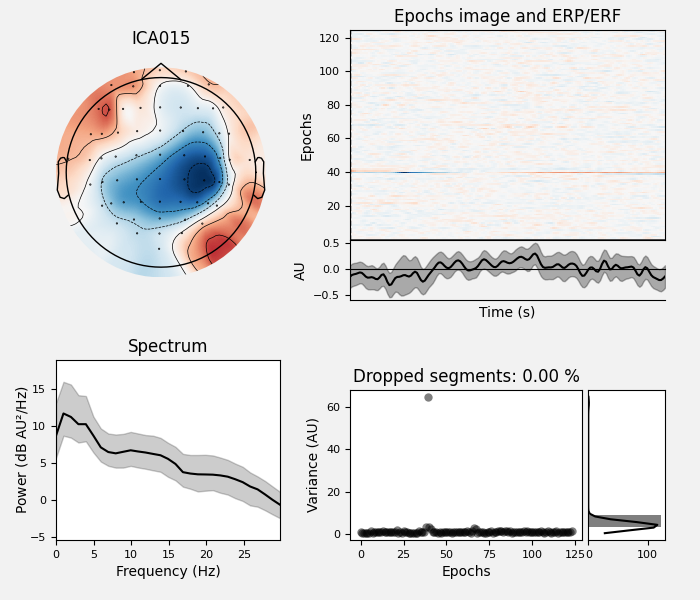 ICA015
Epochs image and ERP/ERF
120
100
80
60
40
20
Epochs
0.5
0.0
−0.5
AU
Time (s)
Spectrum
15
10
5
0
−5
Power (dB AU²/Hz)
0 5 10 15 20 25
Frequency (Hz)
Dropped segments: 0.00 %
60
40
20
0
Variance (AU)
0 25 50 75 100 125
Epochs
0 100